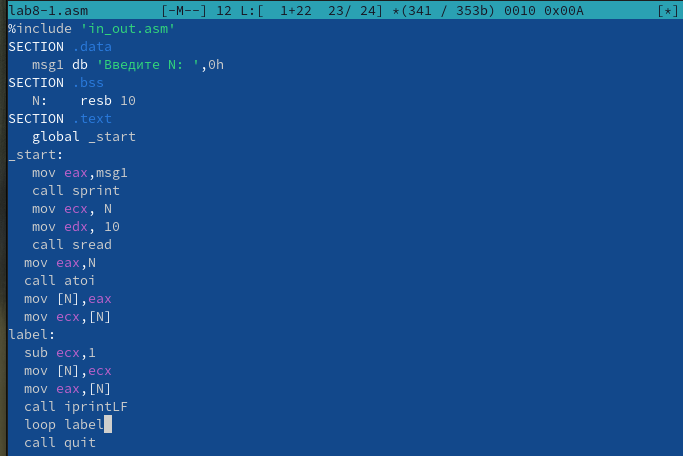 lab8-1.asm [-M--] 12 L:[ 1+22 23/ 24] *(341 / 353b) 0010 0x00A [*]
%include 'in_out.asm'
SECTION .data
   msg1 db 'Введите N: ',0h
SECTION .bss
   N:    resb 10
SECTION .text
   global _start
_start:
   mov eax,msg1
   call sprint
   mov ecx, N
   mov edx, 10
   call sread
  mov eax,N
  call atoi
  mov [N],eax
  mov ecx,[N]
label:
  sub ecx,1
  mov [N],ecx
  mov eax,[N]
  call iprintLF
  loop label
  call quit